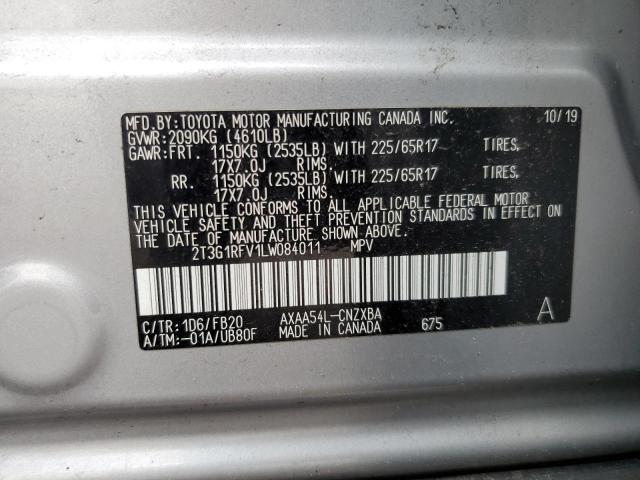 MFD.BY:TOYOTA MOTOR MANUFACTURING CANADA INC. 10/19
GVWR:2090KG (4610LB)
GAWR:FRT. 1150KG (2535LB) WITH 225/65R17 TIRES.
17X7.0J RIMS.
RR. 1150KG (2535LB) WITH 225/65R17 TIRES.
17X7.0J RIMS.
THIS VEHICLE CONFORMS TO ALL APPLICABLE FEDERAL MOTOR
VEHICLE SAFETY AND THEFT PREVENTION STANDARDS IN EFFECT ON
THE DATE OF MANUFACTURE SHOWN ABOVE.
2T3G1RFV1LW084011 MPV
C/TR:1D6/FB20 AXAA54L-CNZXBA A
A/TM:-01A/UB80F MADE IN CANADA 675